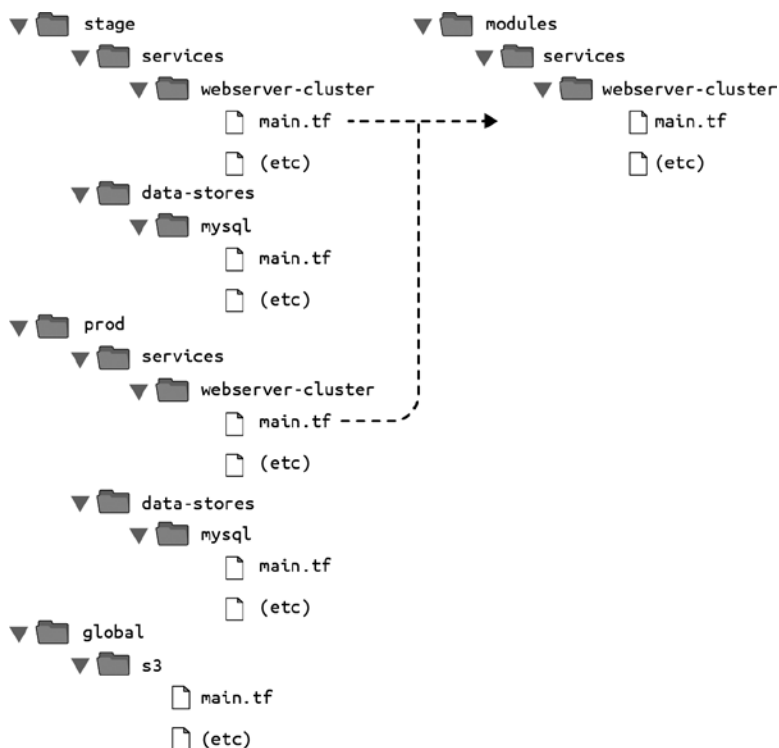 stage
services
webserver-cluster
main.tf
(etc)
data-stores
mysql
main.tf
(etc)
prod
services
webserver-cluster
main.tf
(etc)
data-stores
mysql
main.tf
(etc)
global
s3
main.tf
(etc)
modules
services
webserver-cluster
main.tf
(etc)